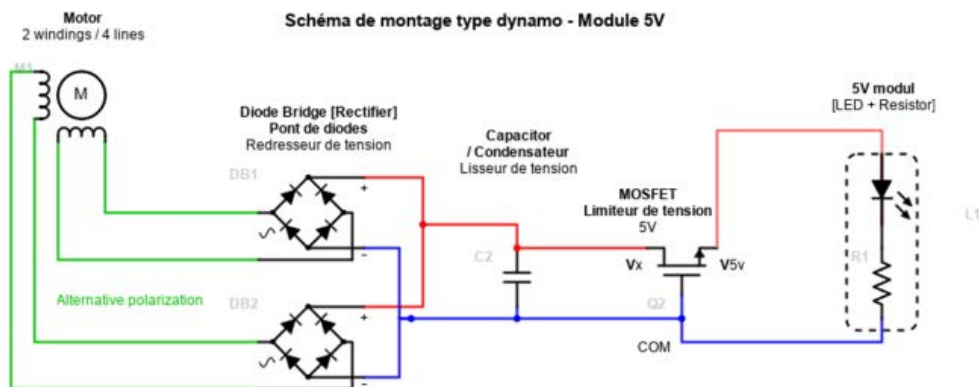 Schéma de montage type dynamo - Module 5V
Motor
2 windings / 4 lines
M1
M
Diode Bridge [Rectifier]
Pont de diodes
Redresseur de tension
DB1
+
-
Capacitor
/ Condensateur
Lisseur de tension
C2
MOSFET
Limiteur de tension
5V
Vx
V5v
Q2
COM
5V modul
[LED + Resistor]
R1
L1
Alternative polarization
DB2
+
-